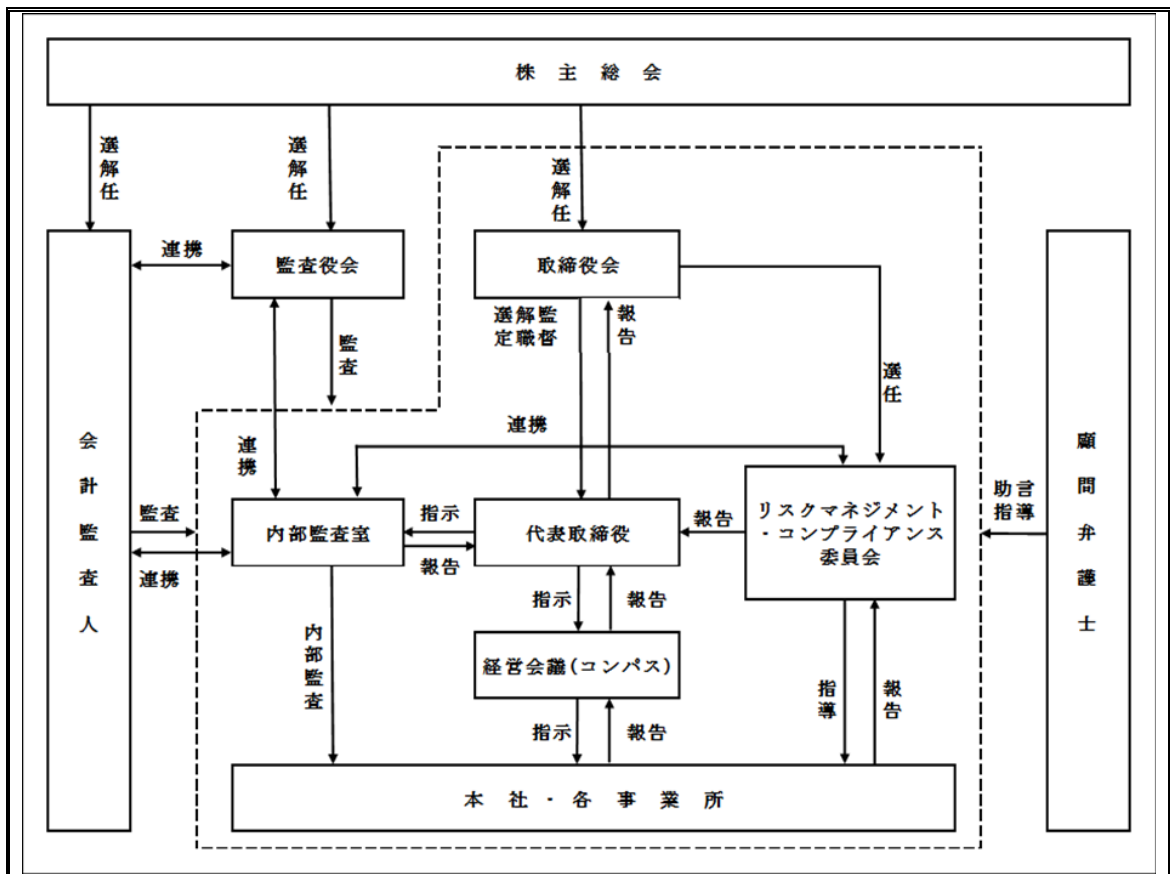 株主総会
選解任
選解任
選解任
連携
監査役会
取締役会
選解監
定職督
報告
監査
選任
連携
連携
会計監査人
顧問弁護士
監査
連携
内部監査室
指示
報告
代表取締役
報告
リスクマネジメント
・コンプライアンス
委員会
助言
指導
指示
報告
内部監査
経営会議(コンパス)
指導
報告
指示
報告
本社・各事業所